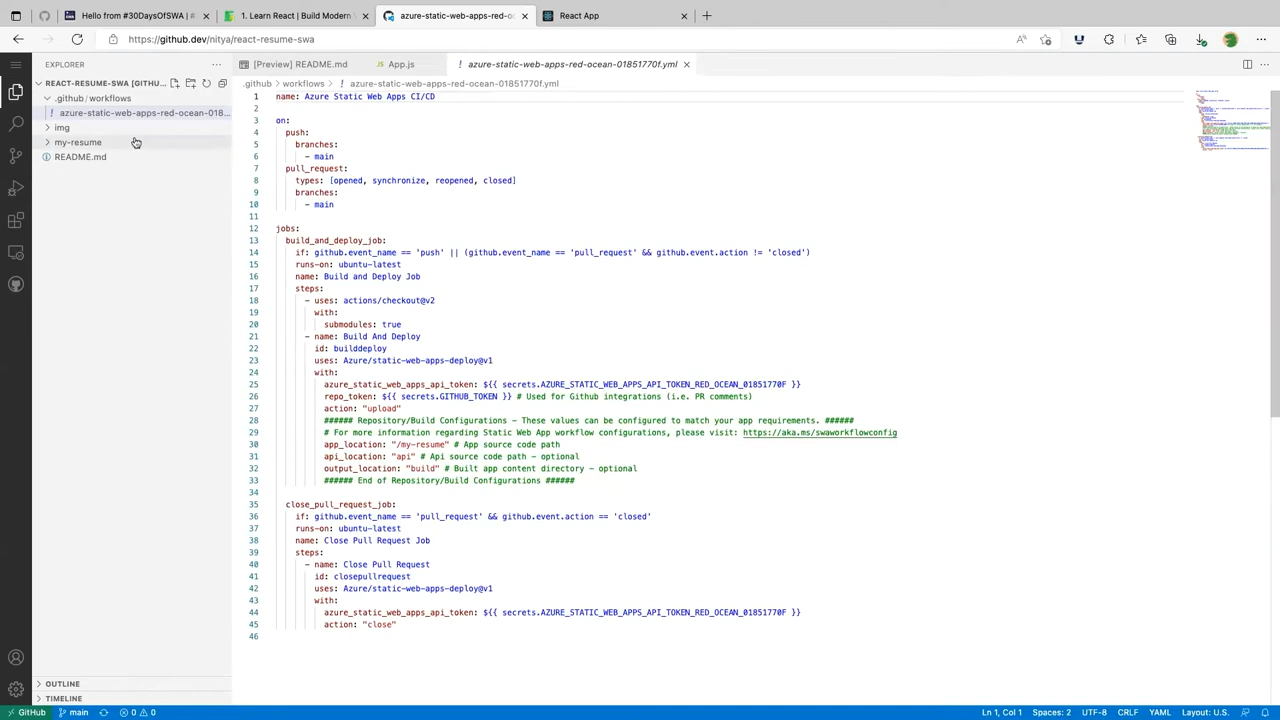 Hello from #30DaysOfSWA | #
1. Learn React | Build Modern
azure-static-web-apps-red-oc
React App
https://github.dev/nitya/react-resume-swa
EXPLORER
REACT-RESUME-SWA [GITHU...
.github/workflows
azure-static-web-apps-red-ocean-018...
img
my-resume
README.md
OUTLINE
TIMELINE
[Preview] README.md
App.js
azure-static-web-apps-red-ocean-01851770f.yml
.github > workflows > azure-static-web-apps-red-ocean-01851770f.yml
1 name: Azure Static Web Apps CI/CD
2
3 on:
4 push:
5 branches:
6 - main
7 pull_request:
8 types: [opened, synchronize, reopened, closed]
9 branches:
10 - main
11
12 jobs:
13 build_and_deploy_job:
14 if: github.event_name == 'push' || (github.event_name == 'pull_request' && github.event.action != 'closed')
15 runs-on: ubuntu-latest
16 name: Build and Deploy Job
17 steps:
18 - uses: actions/checkout@v2
19 with:
20 submodules: true
21 - name: Build And Deploy
22 id: builddeploy
23 uses: Azure/static-web-apps-deploy@v1
24 with:
25 azure_static_web_apps_api_token: ${{ secrets.AZURE_STATIC_WEB_APPS_API_TOKEN_RED_OCEAN_01851770F }}
26 repo_token: ${{ secrets.GITHUB_TOKEN }} # Used for Github integrations (i.e. PR comments)
27 action: "upload"
28 ###### Repository/Build Configurations - These values can be configured to match your app requirements. ######
29 # For more information regarding Static Web App workflow configurations, please visit: https://aka.ms/swaworkflowconfig
30 app_location: "/my-resume" # App source code path
31 api_location: "api" # Api source code path - optional
32 output_location: "build" # Built app content directory - optional
33 ###### End of Repository/Build Configurations ######
34
35 close_pull_request_job:
36 if: github.event_name == 'pull_request' && github.event.action == 'closed'
37 runs-on: ubuntu-latest
38 name: Close Pull Request Job
39 steps:
40 - name: Close Pull Request
41 id: closepullrequest
42 uses: Azure/static-web-apps-deploy@v1
43 with:
44 azure_static_web_apps_api_token: ${{ secrets.AZURE_STATIC_WEB_APPS_API_TOKEN_RED_OCEAN_01851770F }}
45 action: "close"
46
GitHub main 0 0 Ln 1, Col 1 Spaces: 2 UTF-8 CRLF YAML Layout: U.S.